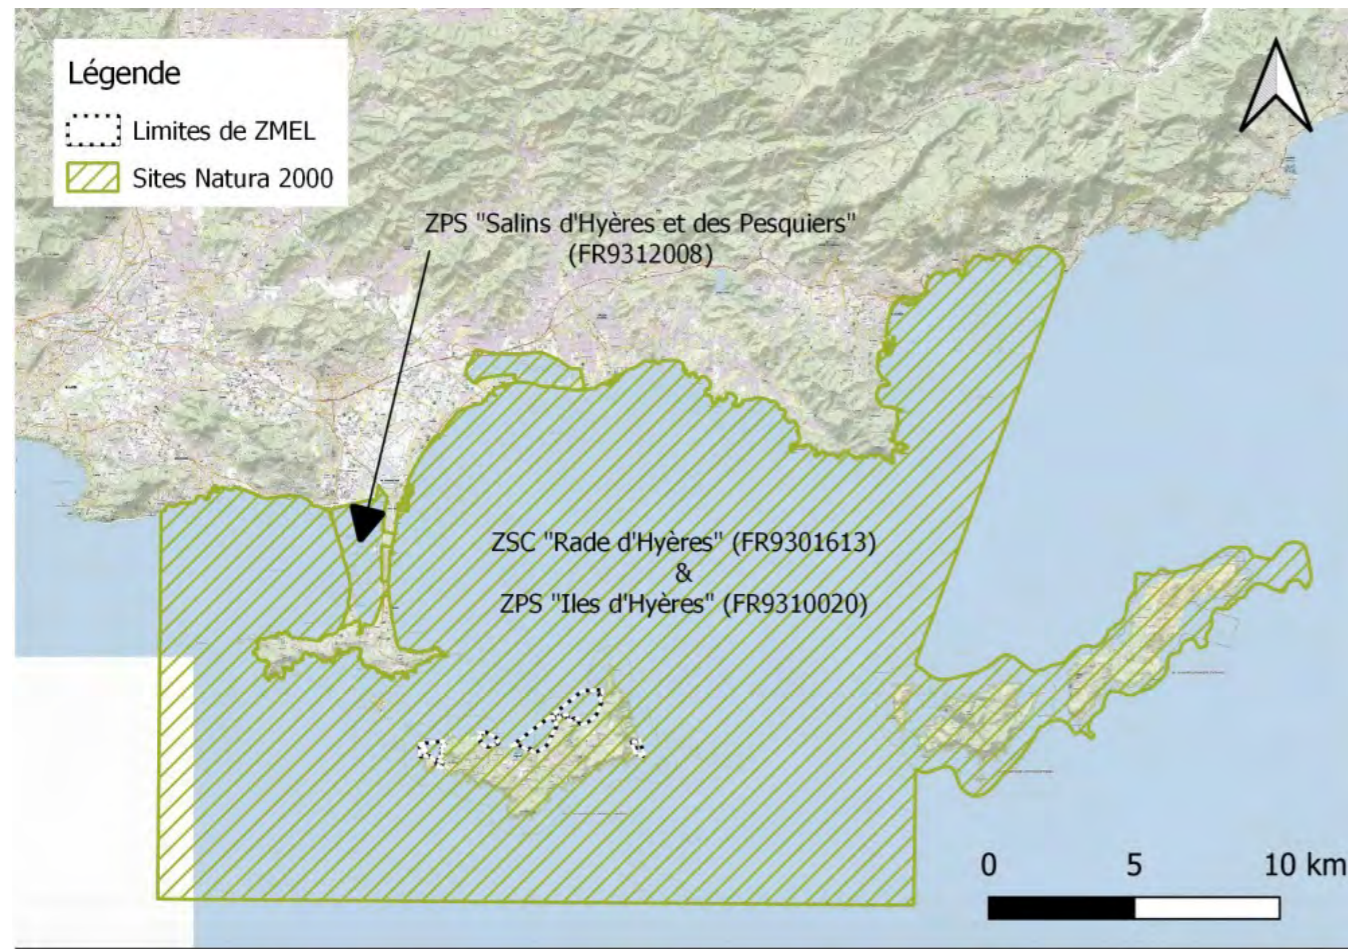 Légende
Limites de ZMEL
Sites Natura 2000
ZPS "Salins d'Hyères et des Pesquiers"
(FR9312008)
ZSC "Rade d'Hyères" (FR9301613)
&
ZPS "Iles d'Hyères" (FR9310020)
0 5 10 km